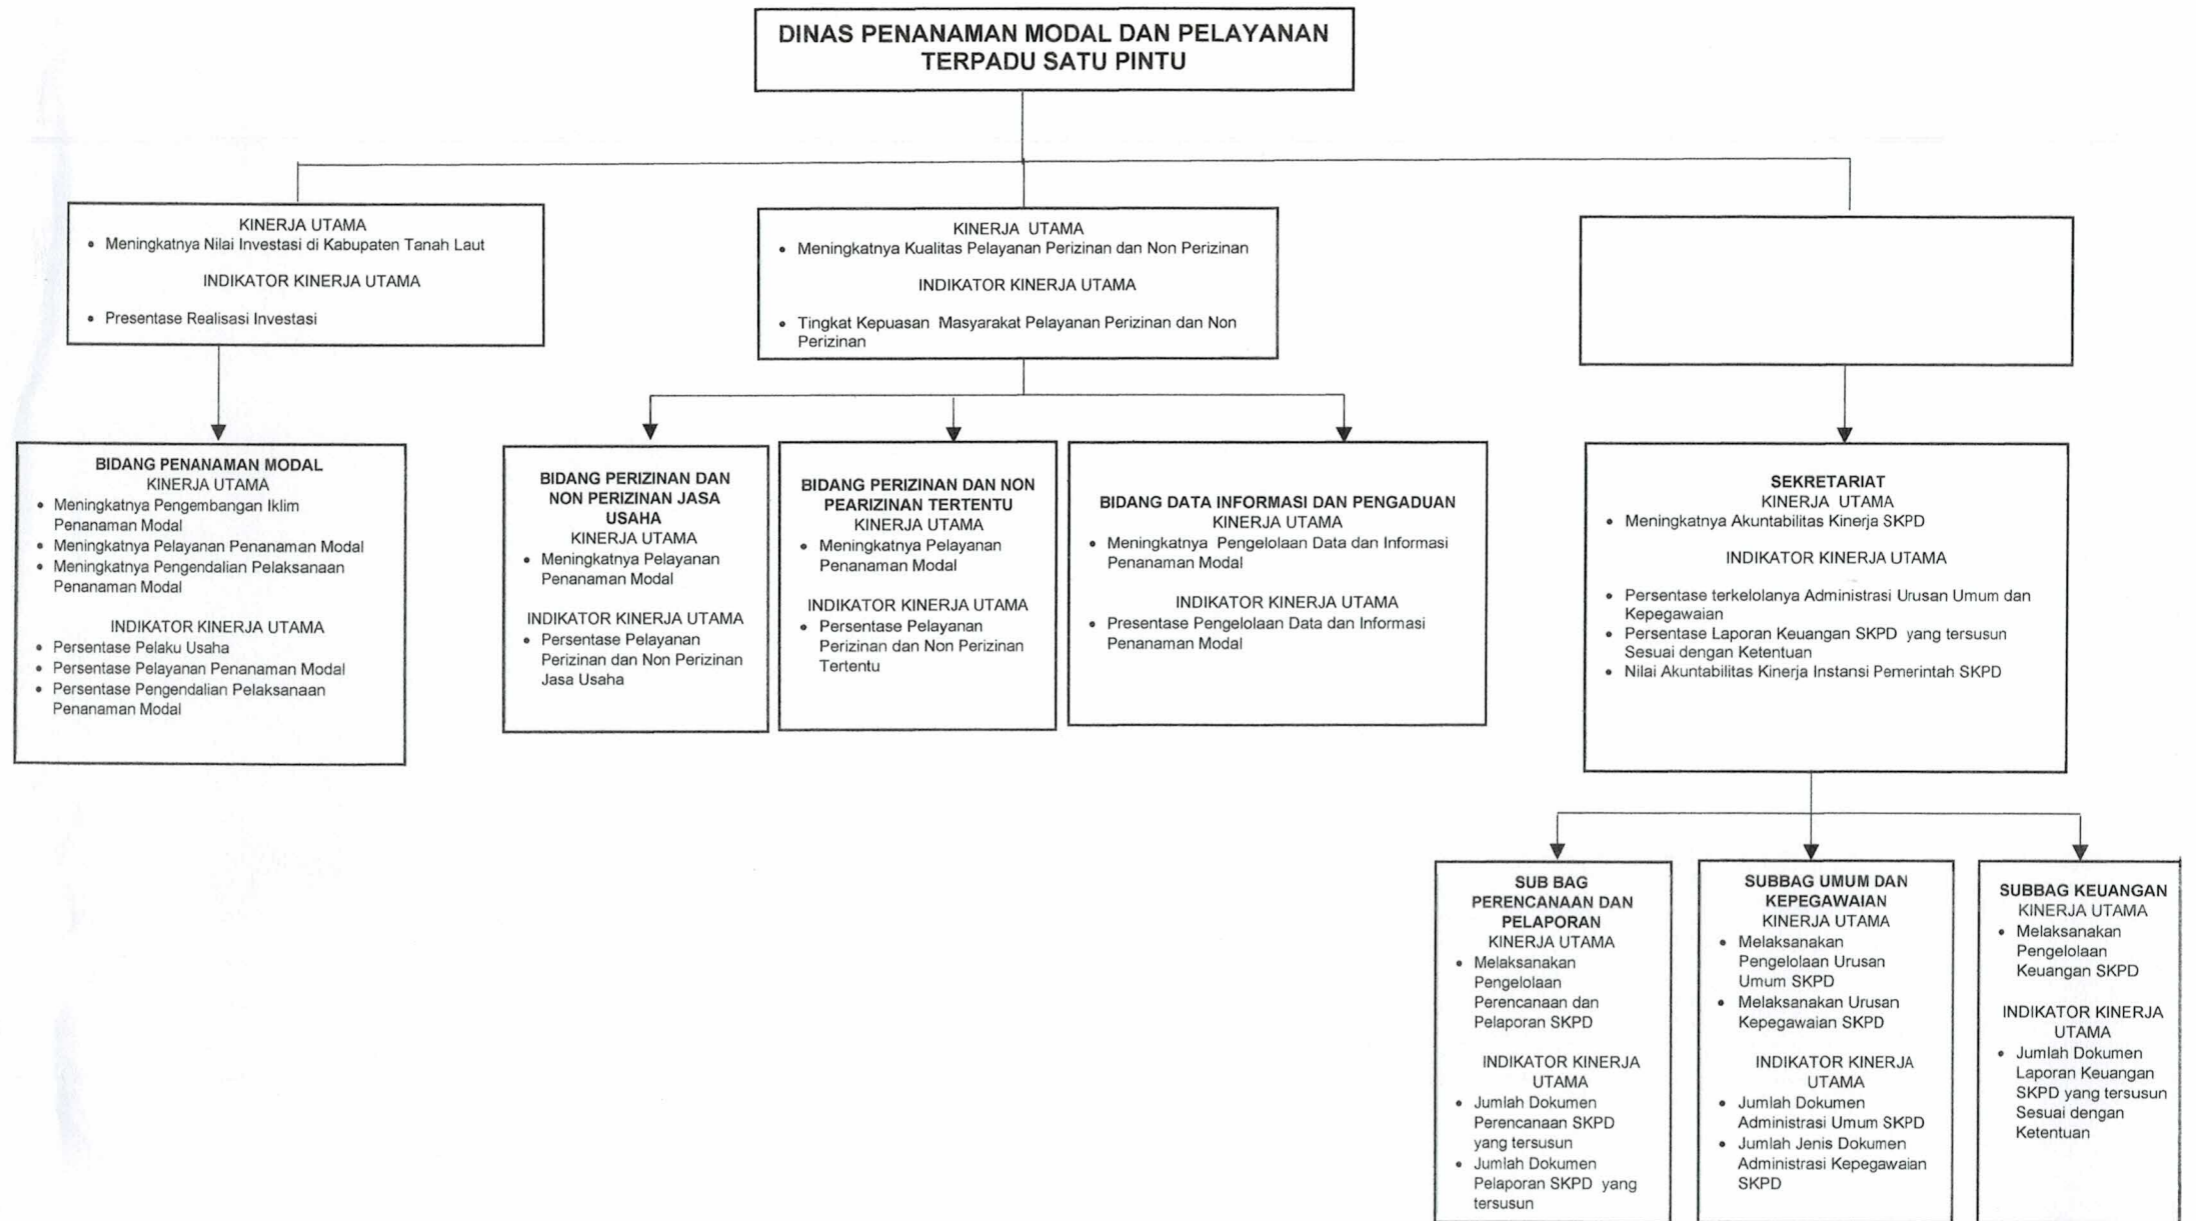 DINAS PENANAMAN MODAL DAN PELAYANAN
TERPADU SATU PINTU
KINERJA UTAMA
• Meningkatnya Nilai Investasi di Kabupaten Tanah Laut
INDIKATOR KINERJA UTAMA
• Presentase Realisasi Investasi
KINERJA UTAMA
• Meningkatnya Kualitas Pelayanan Perizinan dan Non Perizinan
INDIKATOR KINERJA UTAMA
• Tingkat Kepuasan Masyarakat Pelayanan Perizinan dan Non
Perizinan
BIDANG PENANAMAN MODAL
KINERJA UTAMA
• Meningkatnya Pengembangan Iklim
Penanaman Modal
• Meningkatnya Pelayanan Penanaman Modal
• Meningkatnya Pengendalian Pelaksanaan
Penanaman Modal
INDIKATOR KINERJA UTAMA
• Persentase Pelaku Usaha
• Persentase Pelayanan Penanaman Modal
• Persentase Pengendalian Pelaksanaan
Penanaman Modal
BIDANG PERIZINAN DAN
NON PERIZINAN JASA
USAHA
KINERJA UTAMA
• Meningkatnya Pelayanan
Penanaman Modal
INDIKATOR KINERJA UTAMA
• Persentase Pelayanan
Perizinan dan Non Perizinan
Jasa Usaha
BIDANG PERIZINAN DAN NON
PEARIZINAN TERTENTU
KINERJA UTAMA
• Meningkatnya Pelayanan
Penanaman Modal
INDIKATOR KINERJA UTAMA
• Persentase Pelayanan
Perizinan dan Non Perizinan
Tertentu
BIDANG DATA INFORMASI DAN PENGADUAN
KINERJA UTAMA
• Meningkatnya Pengelolaan Data dan Informasi
Penanaman Modal
INDIKATOR KINERJA UTAMA
• Presentase Pengelolaan Data dan Informasi
Penanaman Modal
SEKRETARIAT
KINERJA UTAMA
• Meningkatnya Akuntabilitas Kinerja SKPD
INDIKATOR KINERJA UTAMA
• Persentase terkelolanya Administrasi Urusan Umum dan
Kepegawaian
• Persentase Laporan Keuangan SKPD yang tersusun
Sesuai dengan Ketentuan
• Nilai Akuntabilitas Kinerja Instansi Pemerintah SKPD
SUB BAG
PERENCANAAN DAN
PELAPORAN
KINERJA UTAMA
• Melaksanakan
Pengelolaan
Perencanaan dan
Pelaporan SKPD
INDIKATOR KINERJA
UTAMA
• Jumlah Dokumen
Perencanaan SKPD
yang tersusun
• Jumlah Dokumen
Pelaporan SKPD yang
tersusun
SUBBAG UMUM DAN
KEPEGAWAIAN
KINERJA UTAMA
• Melaksanakan
Pengelolaan Urusan
Umum SKPD
• Melaksanakan Urusan
Kepegawaian SKPD
INDIKATOR KINERJA
UTAMA
• Jumlah Dokumen
Administrasi Umum SKPD
• Jumlah Jenis Dokumen
Administrasi Kepegawaian
SKPD
SUBBAG KEUANGAN
KINERJA UTAMA
• Melaksanakan
Pengelolaan
Keuangan SKPD
INDIKATOR KINERJA
UTAMA
• Jumlah Dokumen
Laporan Keuangan
SKPD yang tersusun
Sesuai dengan
Ketentuan